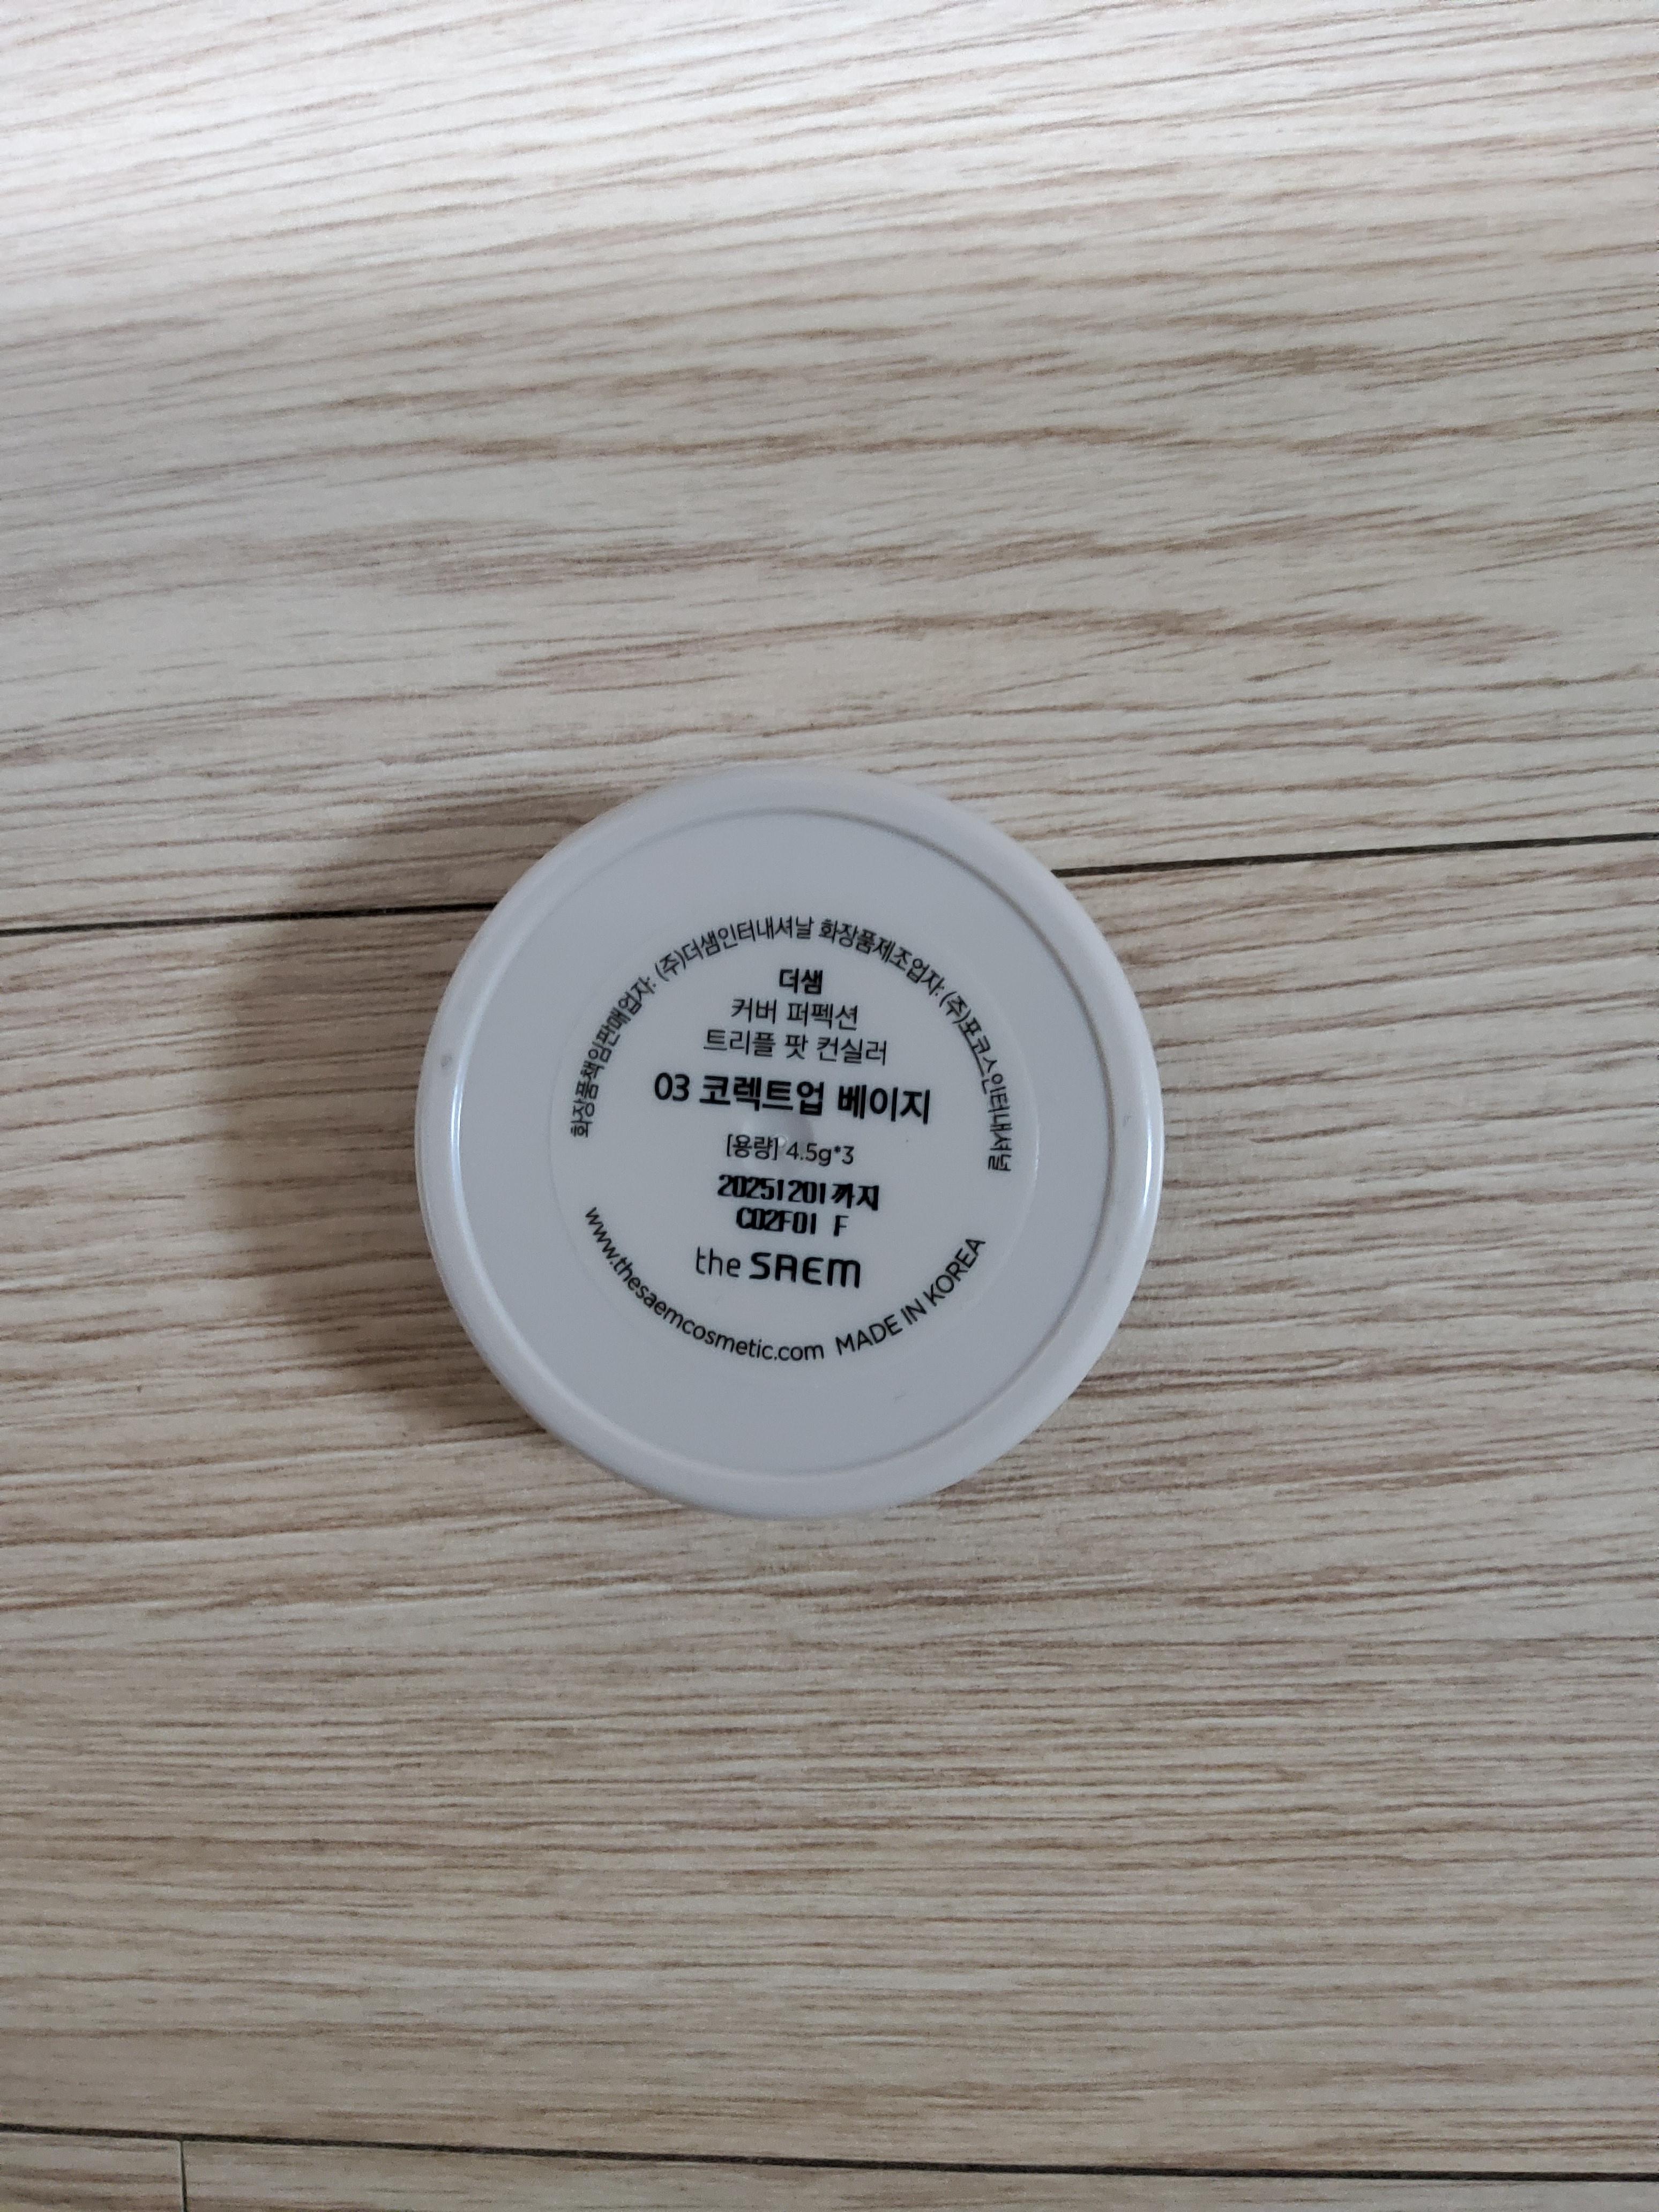 화장품책임판매업자: (주)더샘인터내셔날 화장품제조업자: (주)포코스인터내셔널
더샘
커버 퍼펙션
트리플 팟 컨실러
03 코렉트업 베이지
[용량] 4.5g*3
20251201까지
C02F01 F
the SAEM
www.thesaemcosmetic.com MADE IN KOREA